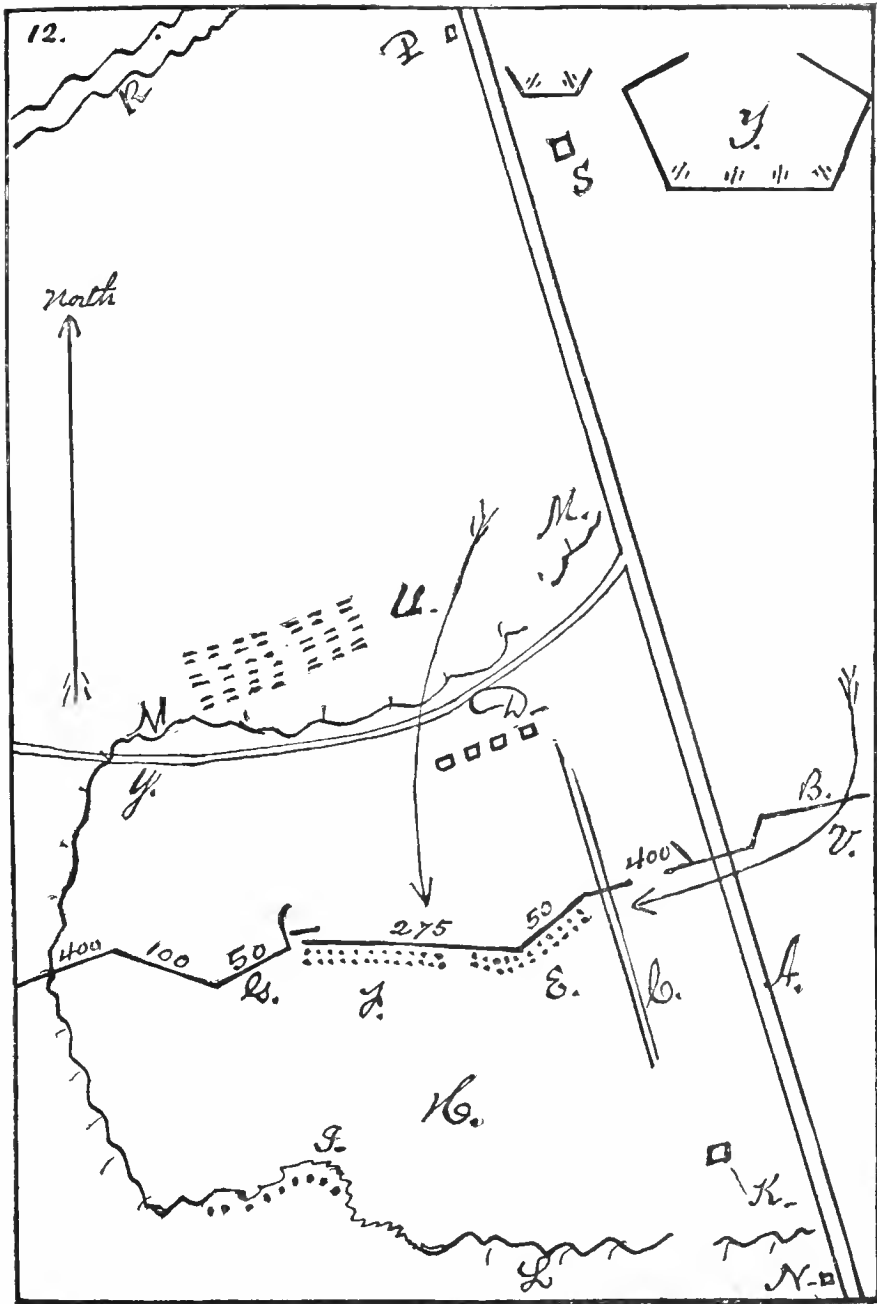 12.
P
R
Y.
S
North
M.
U.
M
D-
Y.
B.
V.
400
275
50
400
100
50
G.
F.
E.
C.
A.
H.
I.
K-
L
N-